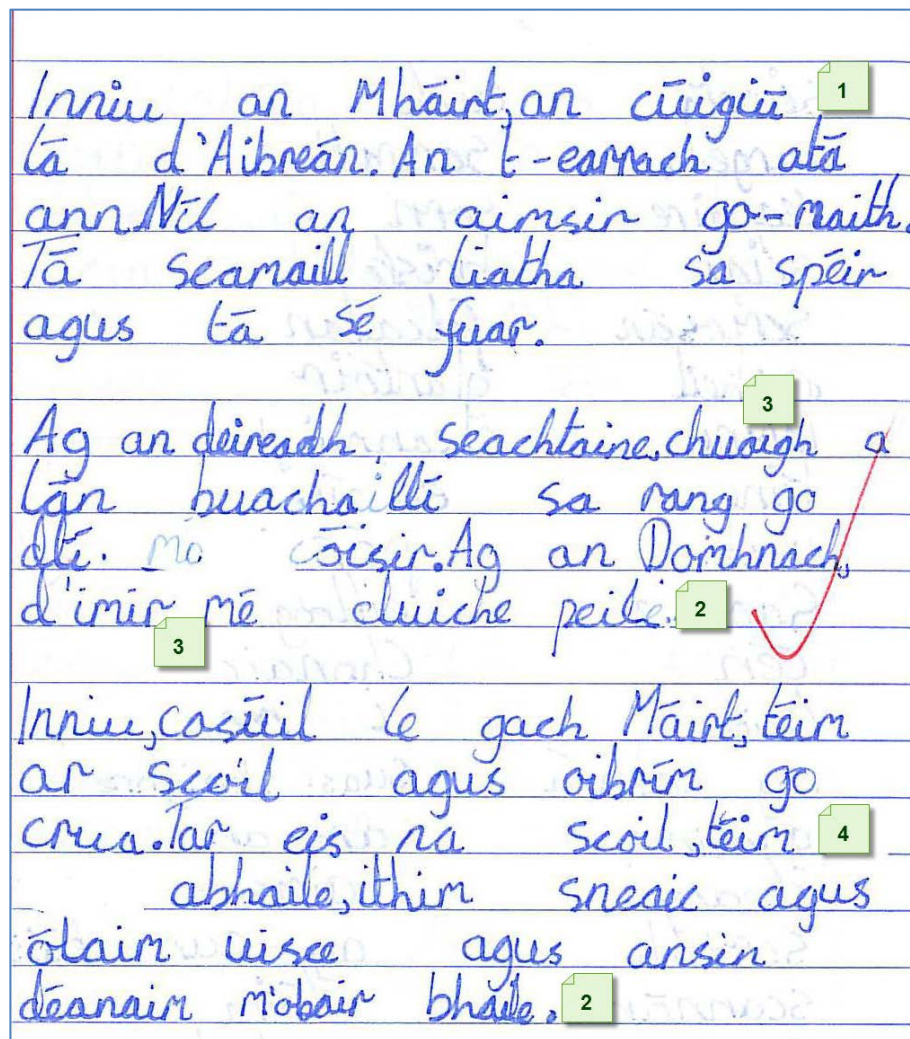 Inniu an Mháirt, an cúigiú 1
lá d'Aibreán. An t-earrach atá
ann. Níl an aimsir go-maith.
Tá scamaill liatha sa spéir
agus tá sé fuar.
3
Ag an deireadh seachtaine, chuaigh a
lán buachaillí sa rang go
dtí mo cóisir. Ag an Domhnach,
d'imir mé cluiche peile. 2
3
Inniu, cosúil le gach Máirt, téim
ar scoil agus oibrím go
crua. Tar eis na scoil, téim 4
abhaile, ithim sneaic agus
ólaim uisce agus ansin
déanaim m'obair bhaile. 2